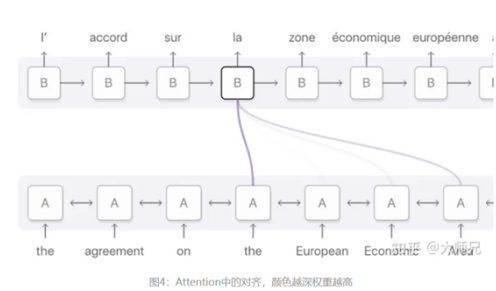 l' accord sur la zone économique européenne
B B B B B B B
A A A A A A A
the agreement on the European Economic Area
知乎 @大师兄
图4：Attention中的对齐，颜色越深权重越高